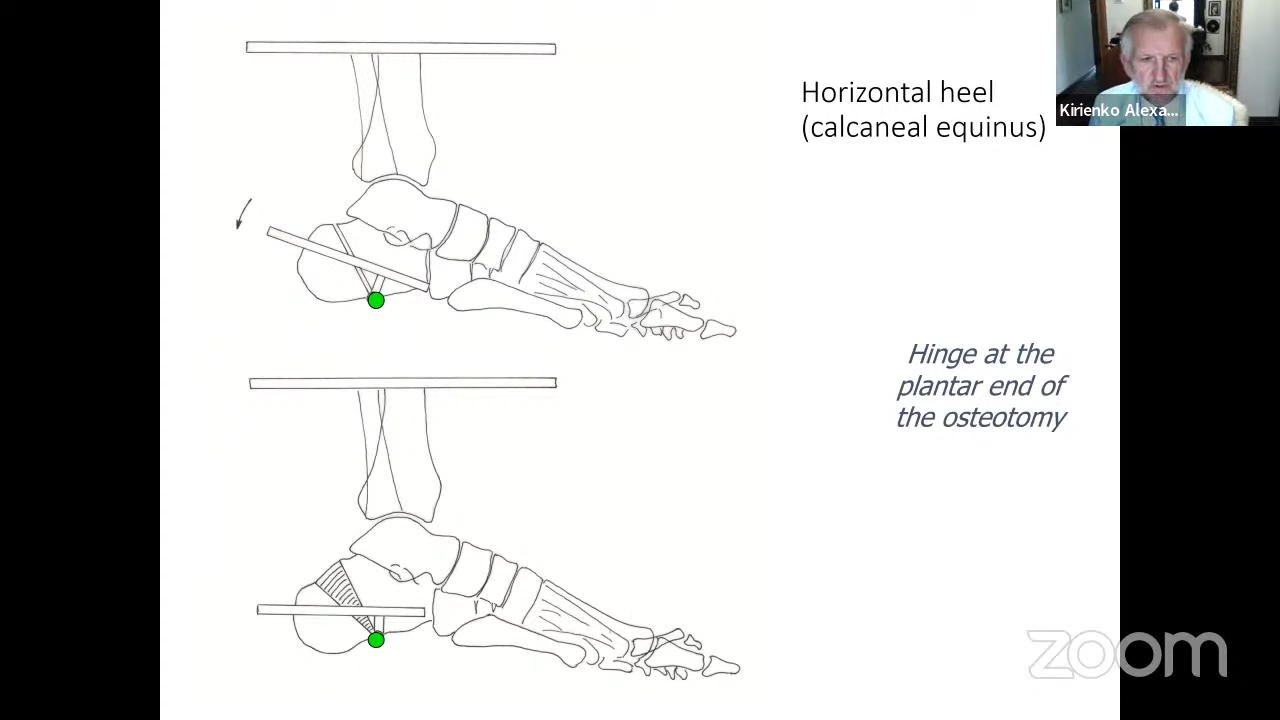 Horizontal heel
(calcaneal equinus)
Kirienko Alexa...
Hinge at the
plantar end of
the osteotomy
zoom